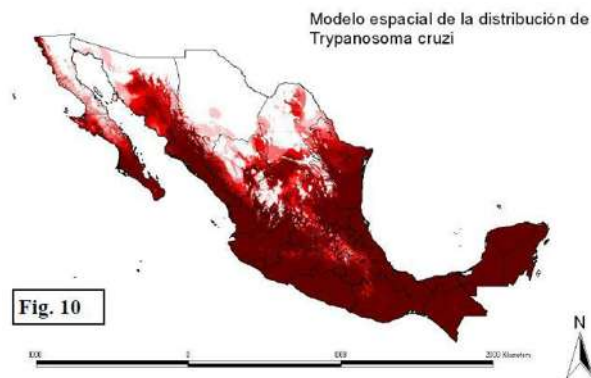 Modelo espacial de la distribución de
Trypanosoma cruzi
Fig. 10
N
1000 0 1000 2000 Kilometers